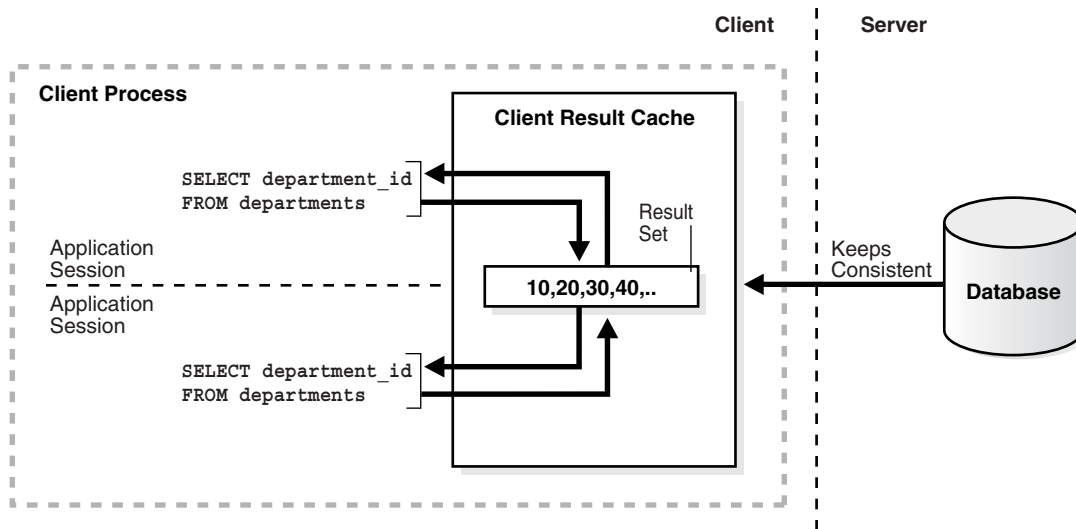 Client
Server
Client Process
Client Result Cache
SELECT department_id
FROM departments
Result
Set
Application
Session
Keeps
Consistent
10,20,30,40,..
Database
Application
Session
SELECT department_id
FROM departments